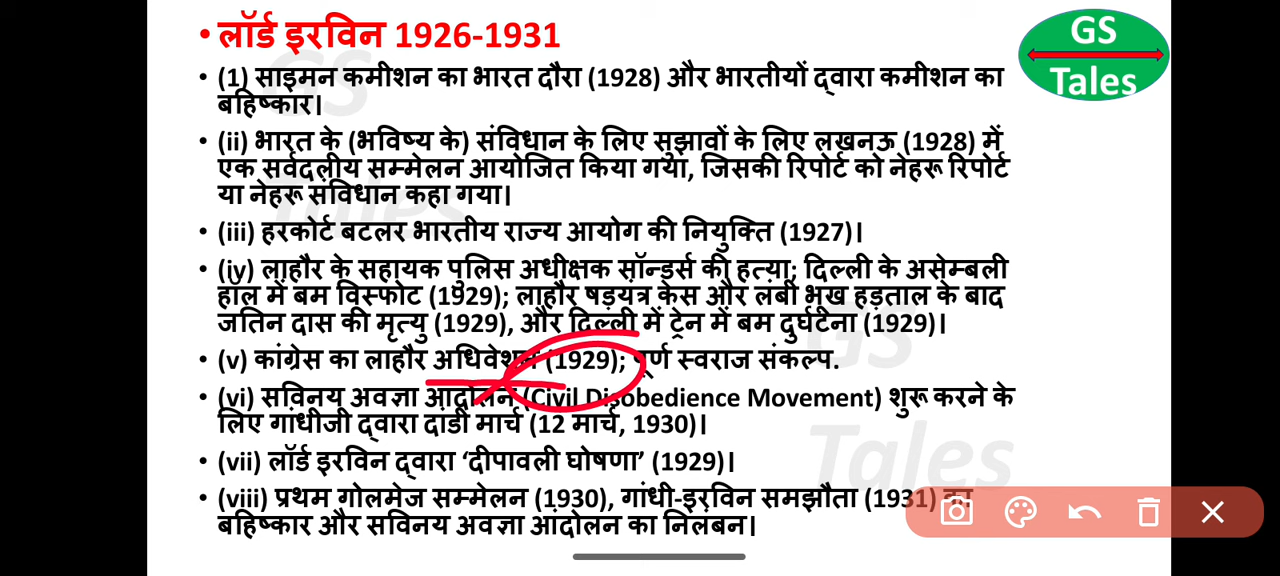 • लॉर्ड इरविन 1926-1931
GS
Tales
• (1) साइमन कमीशन का भारत दौरा (1928) और भारतीयों द्वारा कमीशन का
बहिष्कार।
• (ii) भारत के (भविष्य के) संविधान के लिए सुझावों के लिए लखनऊ (1928) में
एक सर्वदलीय सम्मेलन आयोजित किया गया, जिसकी रिपोर्ट को नेहरू रिपोर्ट
या नेहरू संविधान कहा गया।
• (iii) हरकोर्ट बटलर भारतीय राज्य आयोग की नियुक्ति (1927)।
• (iv) लाहौर के सहायक पुलिस अधीक्षक सॉन्डर्स की हत्या; दिल्ली के असेम्बली
हॉल में बम विस्फोट (1929); लाहौर षड्यंत्र केस और लंबी भूख हड़ताल के बाद
जतिन दास की मृत्यु (1929), और दिल्ली में ट्रेन में बम दुर्घटना (1929)।
• (v) कांग्रेस का लाहौर अधिवेशन (1929); पूर्ण स्वराज संकल्प.
• (vi) सविनय अवज्ञा आंदोलन (Civil Disobedience Movement) शुरू करने के
लिए गांधीजी द्वारा दांडी मार्च (12 मार्च, 1930)।
• (vii) लॉर्ड इरविन द्वारा ‘दीपावली घोषणा’ (1929)।
• (viii) प्रथम गोलमेज सम्मेलन (1930), गांधी-इरविन समझौता (1931) का
बहिष्कार और सविनय अवज्ञा आंदोलन का निलंबन।
GS
Tales
GS
Tales